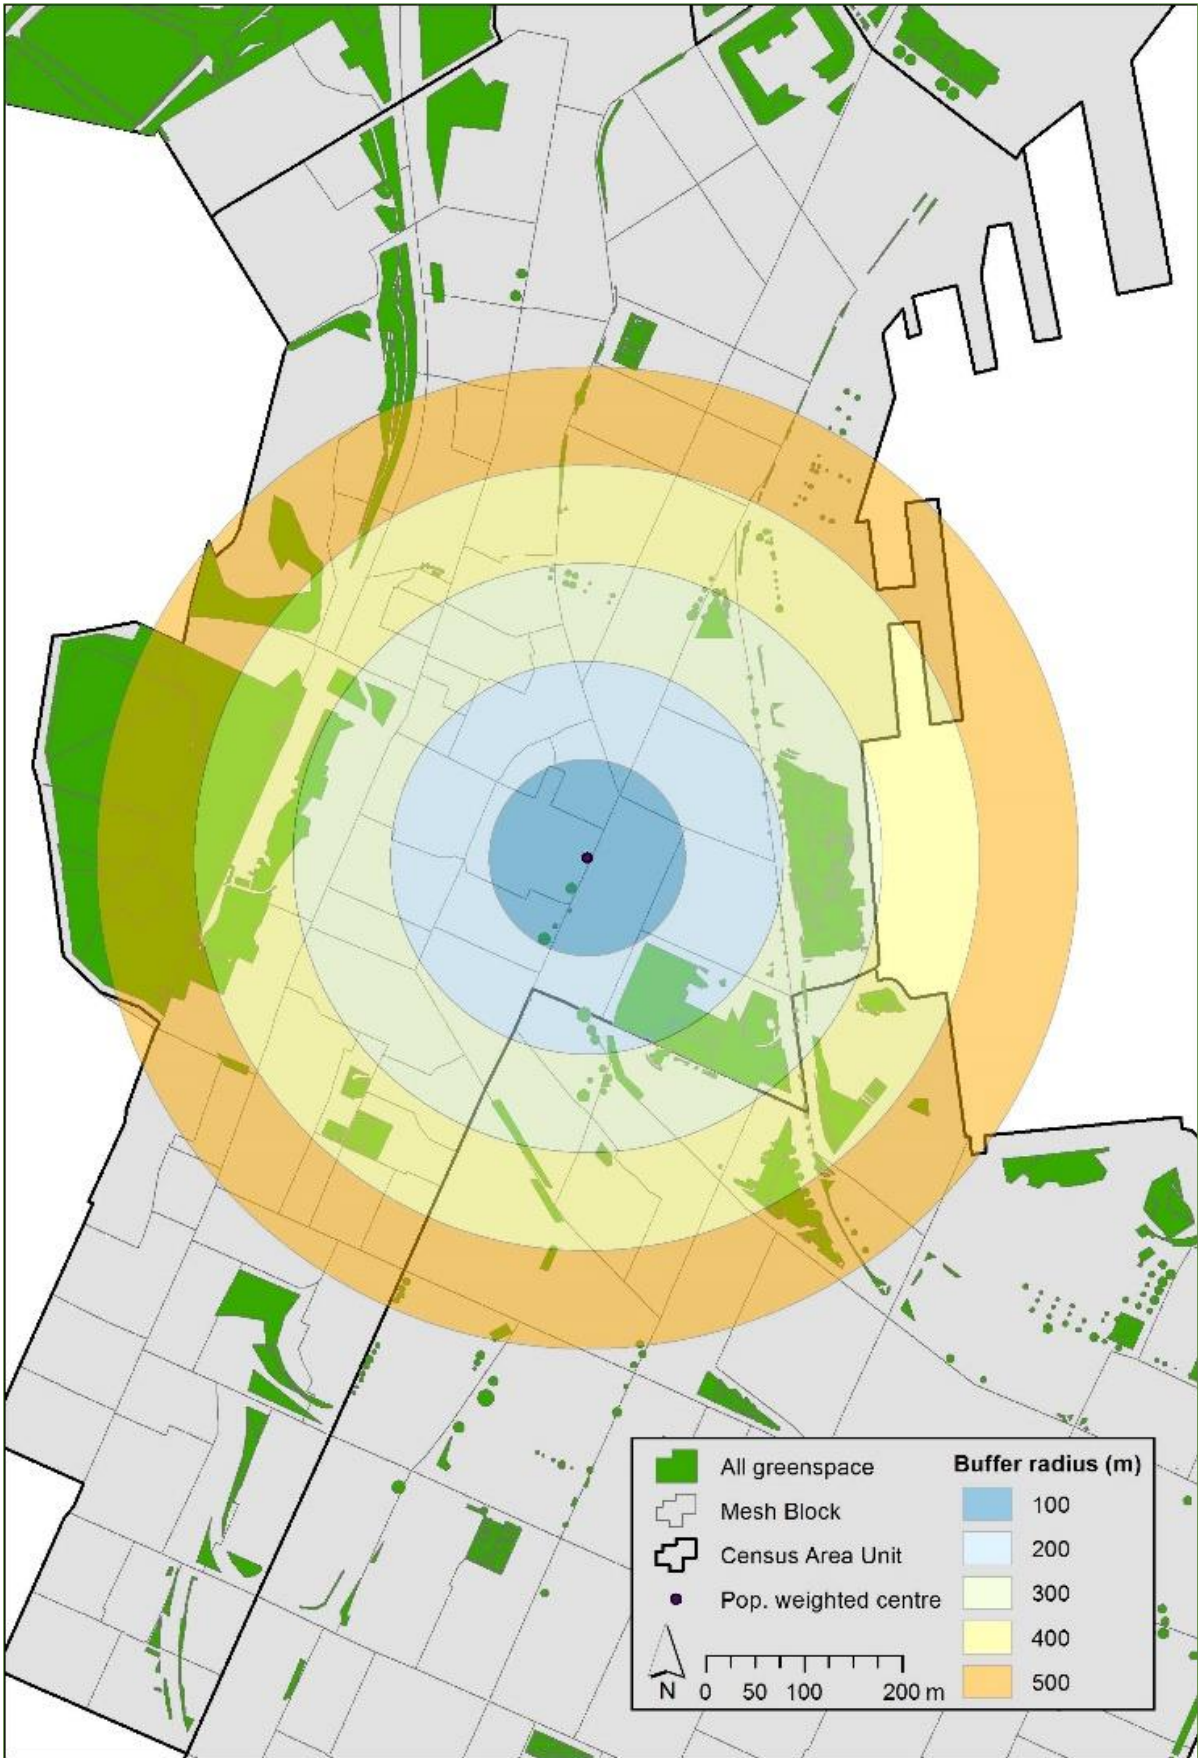 All greenspace
Mesh Block
Census Area Unit
Pop. weighted centre
N 0 50 100 200 m
Buffer radius (m)
100
200
300
400
500